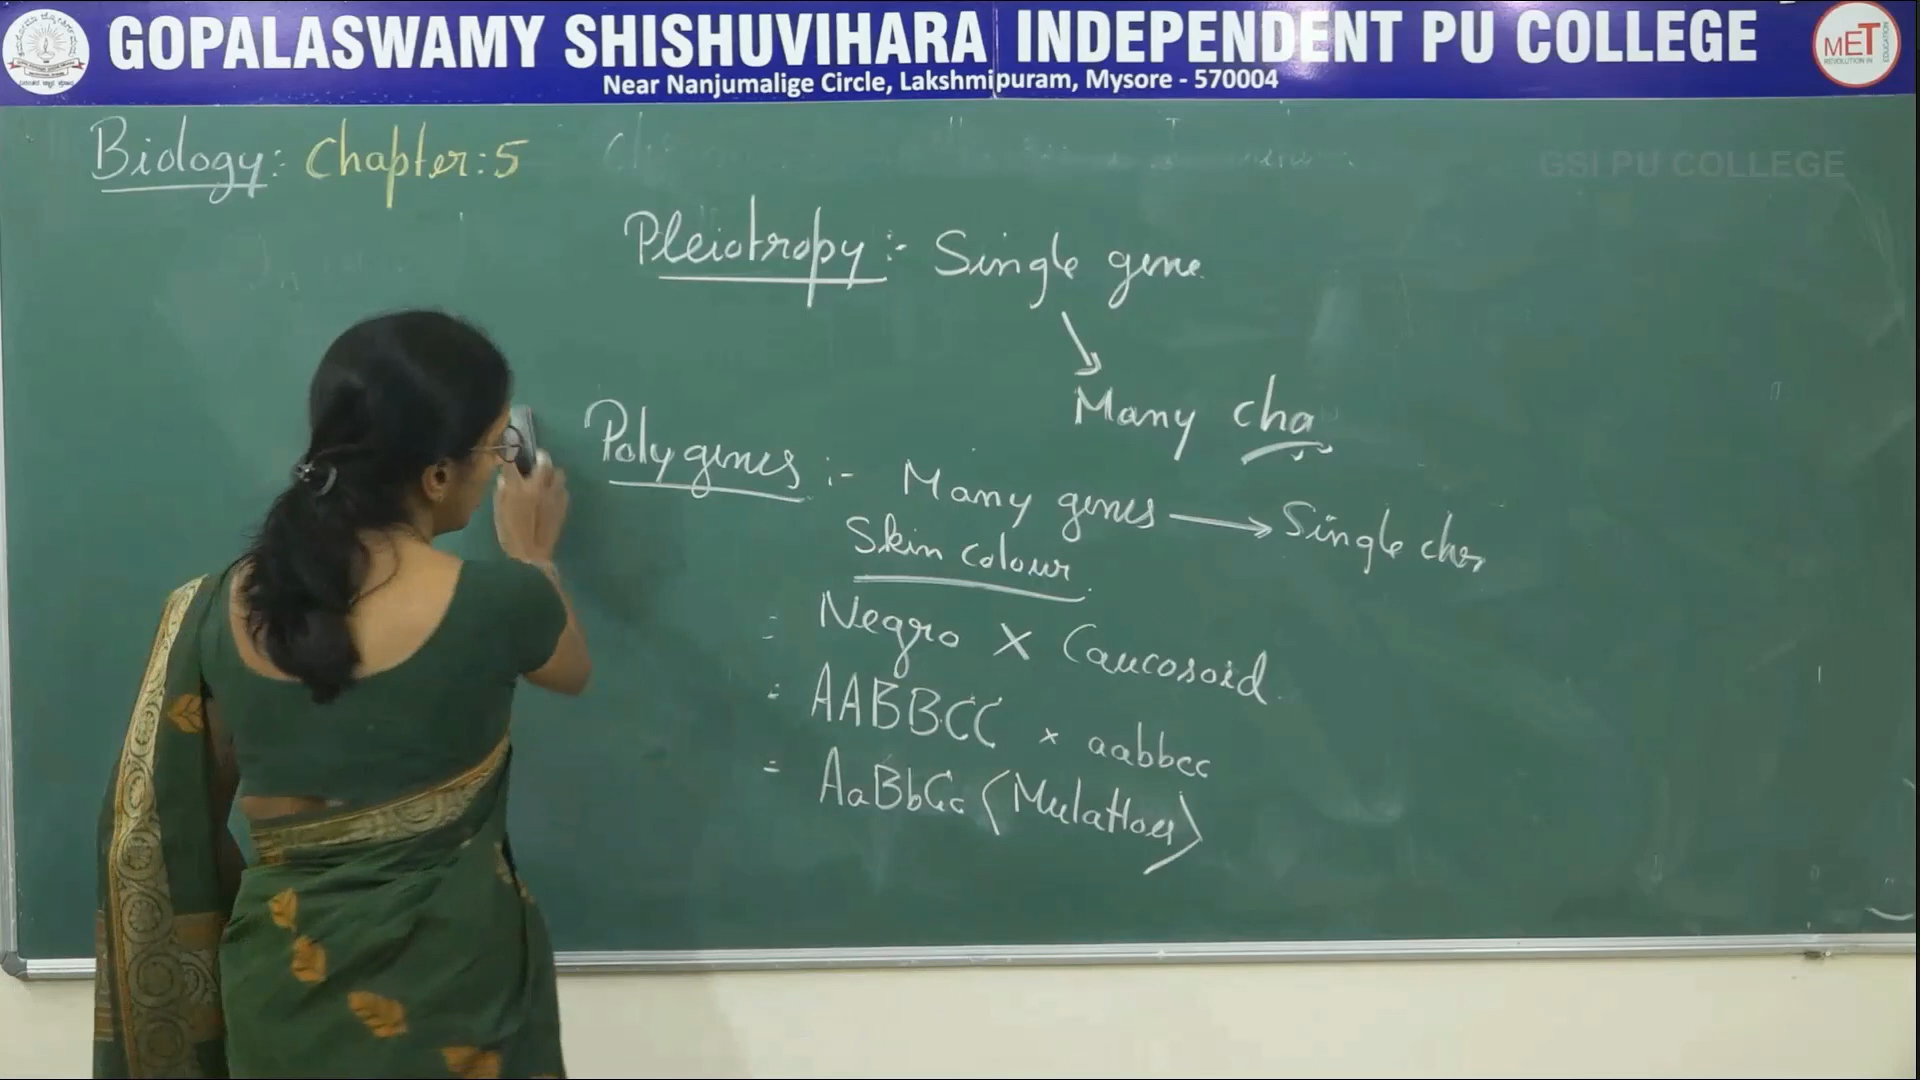 GOPALASWAMY SHISHUVIHARA INDEPENDENT PU COLLEGE
Near Nanjumalige Circle, Lakshmipuram, Mysore - 570004
MET
Biology: Chapter: 5
GSI PU COLLEGE
Pleiotropy :- Single gene
Many cha
Polygenes :- Many genes → Single cha
Skin Colour
= Negro X Caucosoid
= AABBCC × aabbcc
= AaBbCc (Mulattoes)